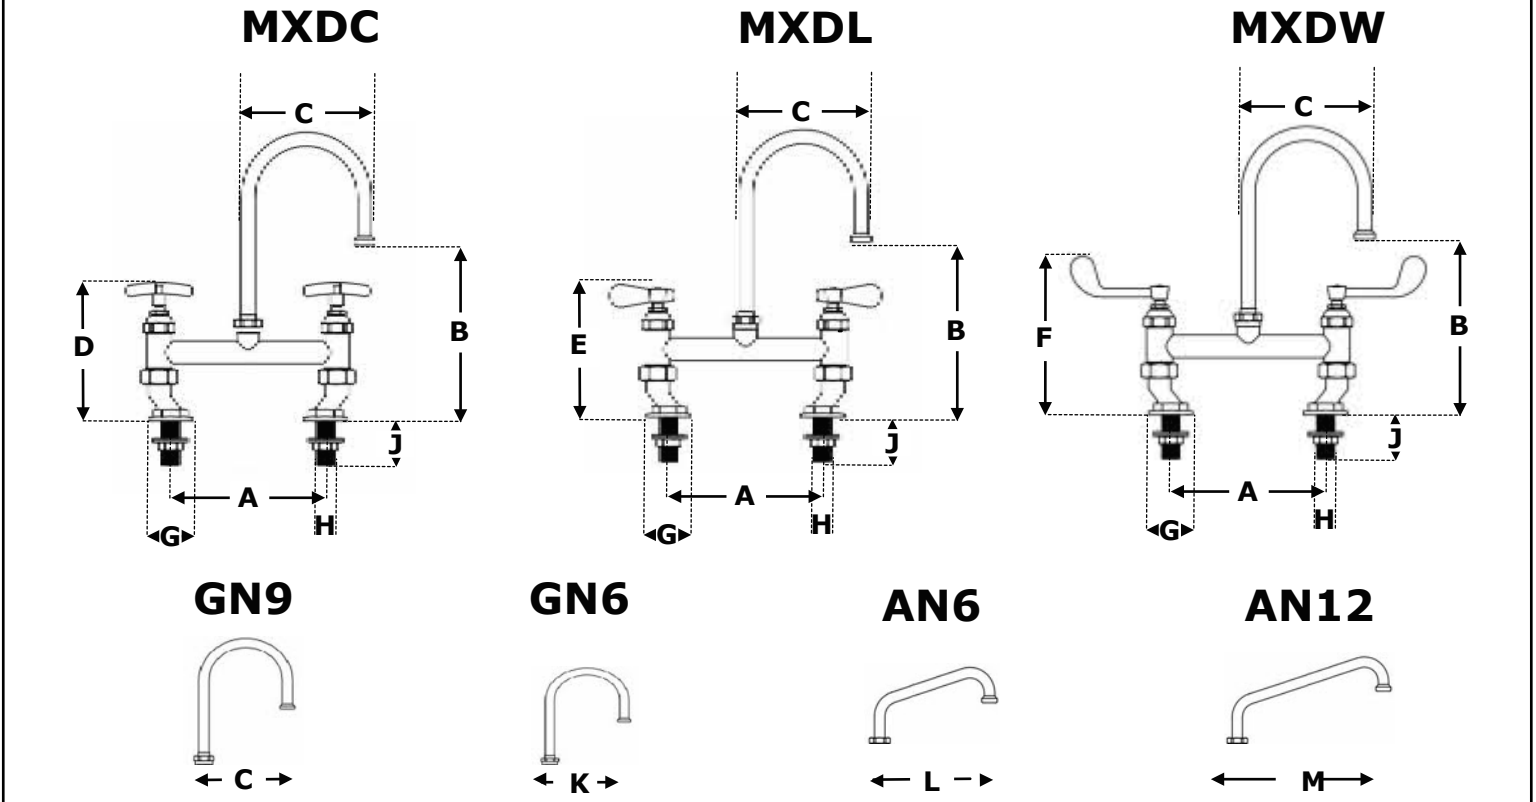 MXDC MXDL MXDW
C C C
D B E B F B
J J J
A A A
G H G H G H
GN9 GN6 AN6 AN12
C K L M